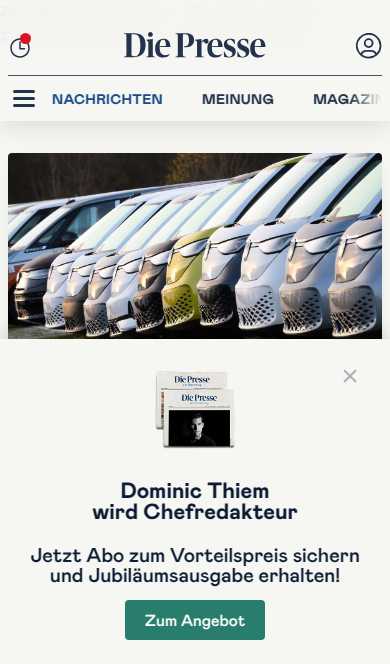 Die Presse
NACHRICHTEN MEINUNG MAGAZIN
Die Presse
Die Presse
Dominic Thiem
wird Chefredakteur
Jetzt Abo zum Vorteilspreis sichern
und Jubiläumsausgabe erhalten!
Zum Angebot